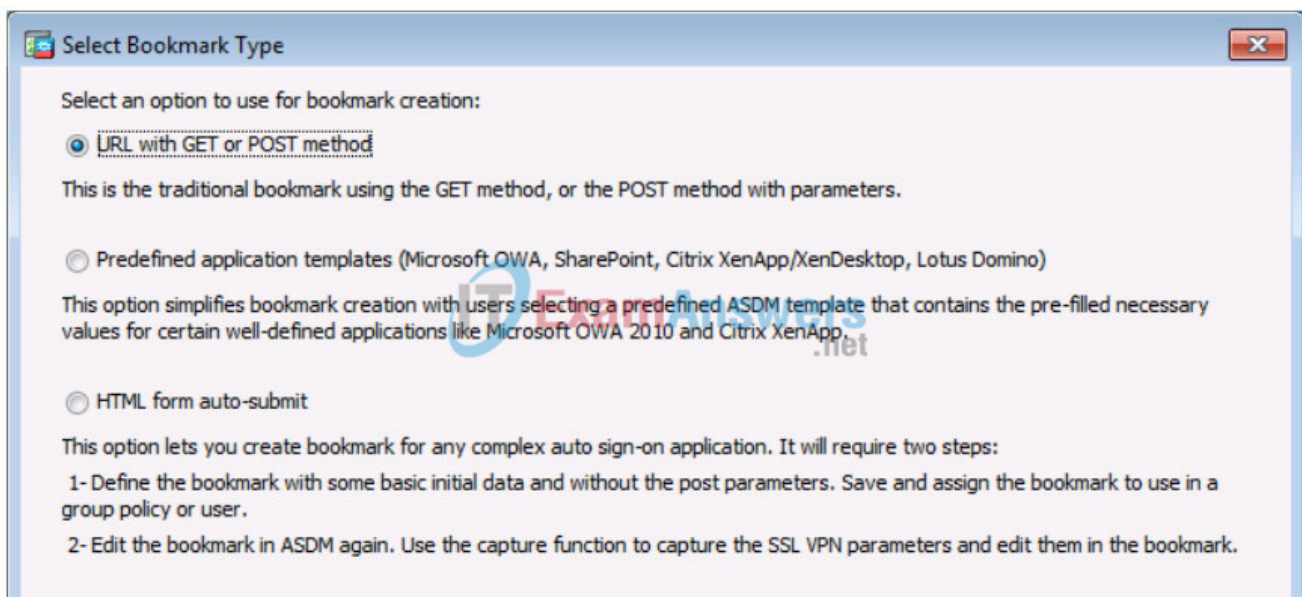 Select Bookmark Type
Select an option to use for bookmark creation:
URL with GET or POST method
This is the traditional bookmark using the GET method, or the POST method with parameters.
Predefined application templates (Microsoft OWA, SharePoint, Citrix XenApp/XenDesktop, Lotus Domino)
This option simplifies bookmark creation with users selecting a predefined ASDM template that contains the pre-filled necessary
values for certain well-defined applications like Microsoft OWA 2010 and Citrix XenApp.
IT ExamAnswers
.net
HTML form auto-submit
This option lets you create bookmark for any complex auto sign-on application. It will require two steps:
1- Define the bookmark with some basic initial data and without the post parameters. Save and assign the bookmark to use in a
group policy or user.
2- Edit the bookmark in ASDM again. Use the capture function to capture the SSL VPN parameters and edit them in the bookmark.